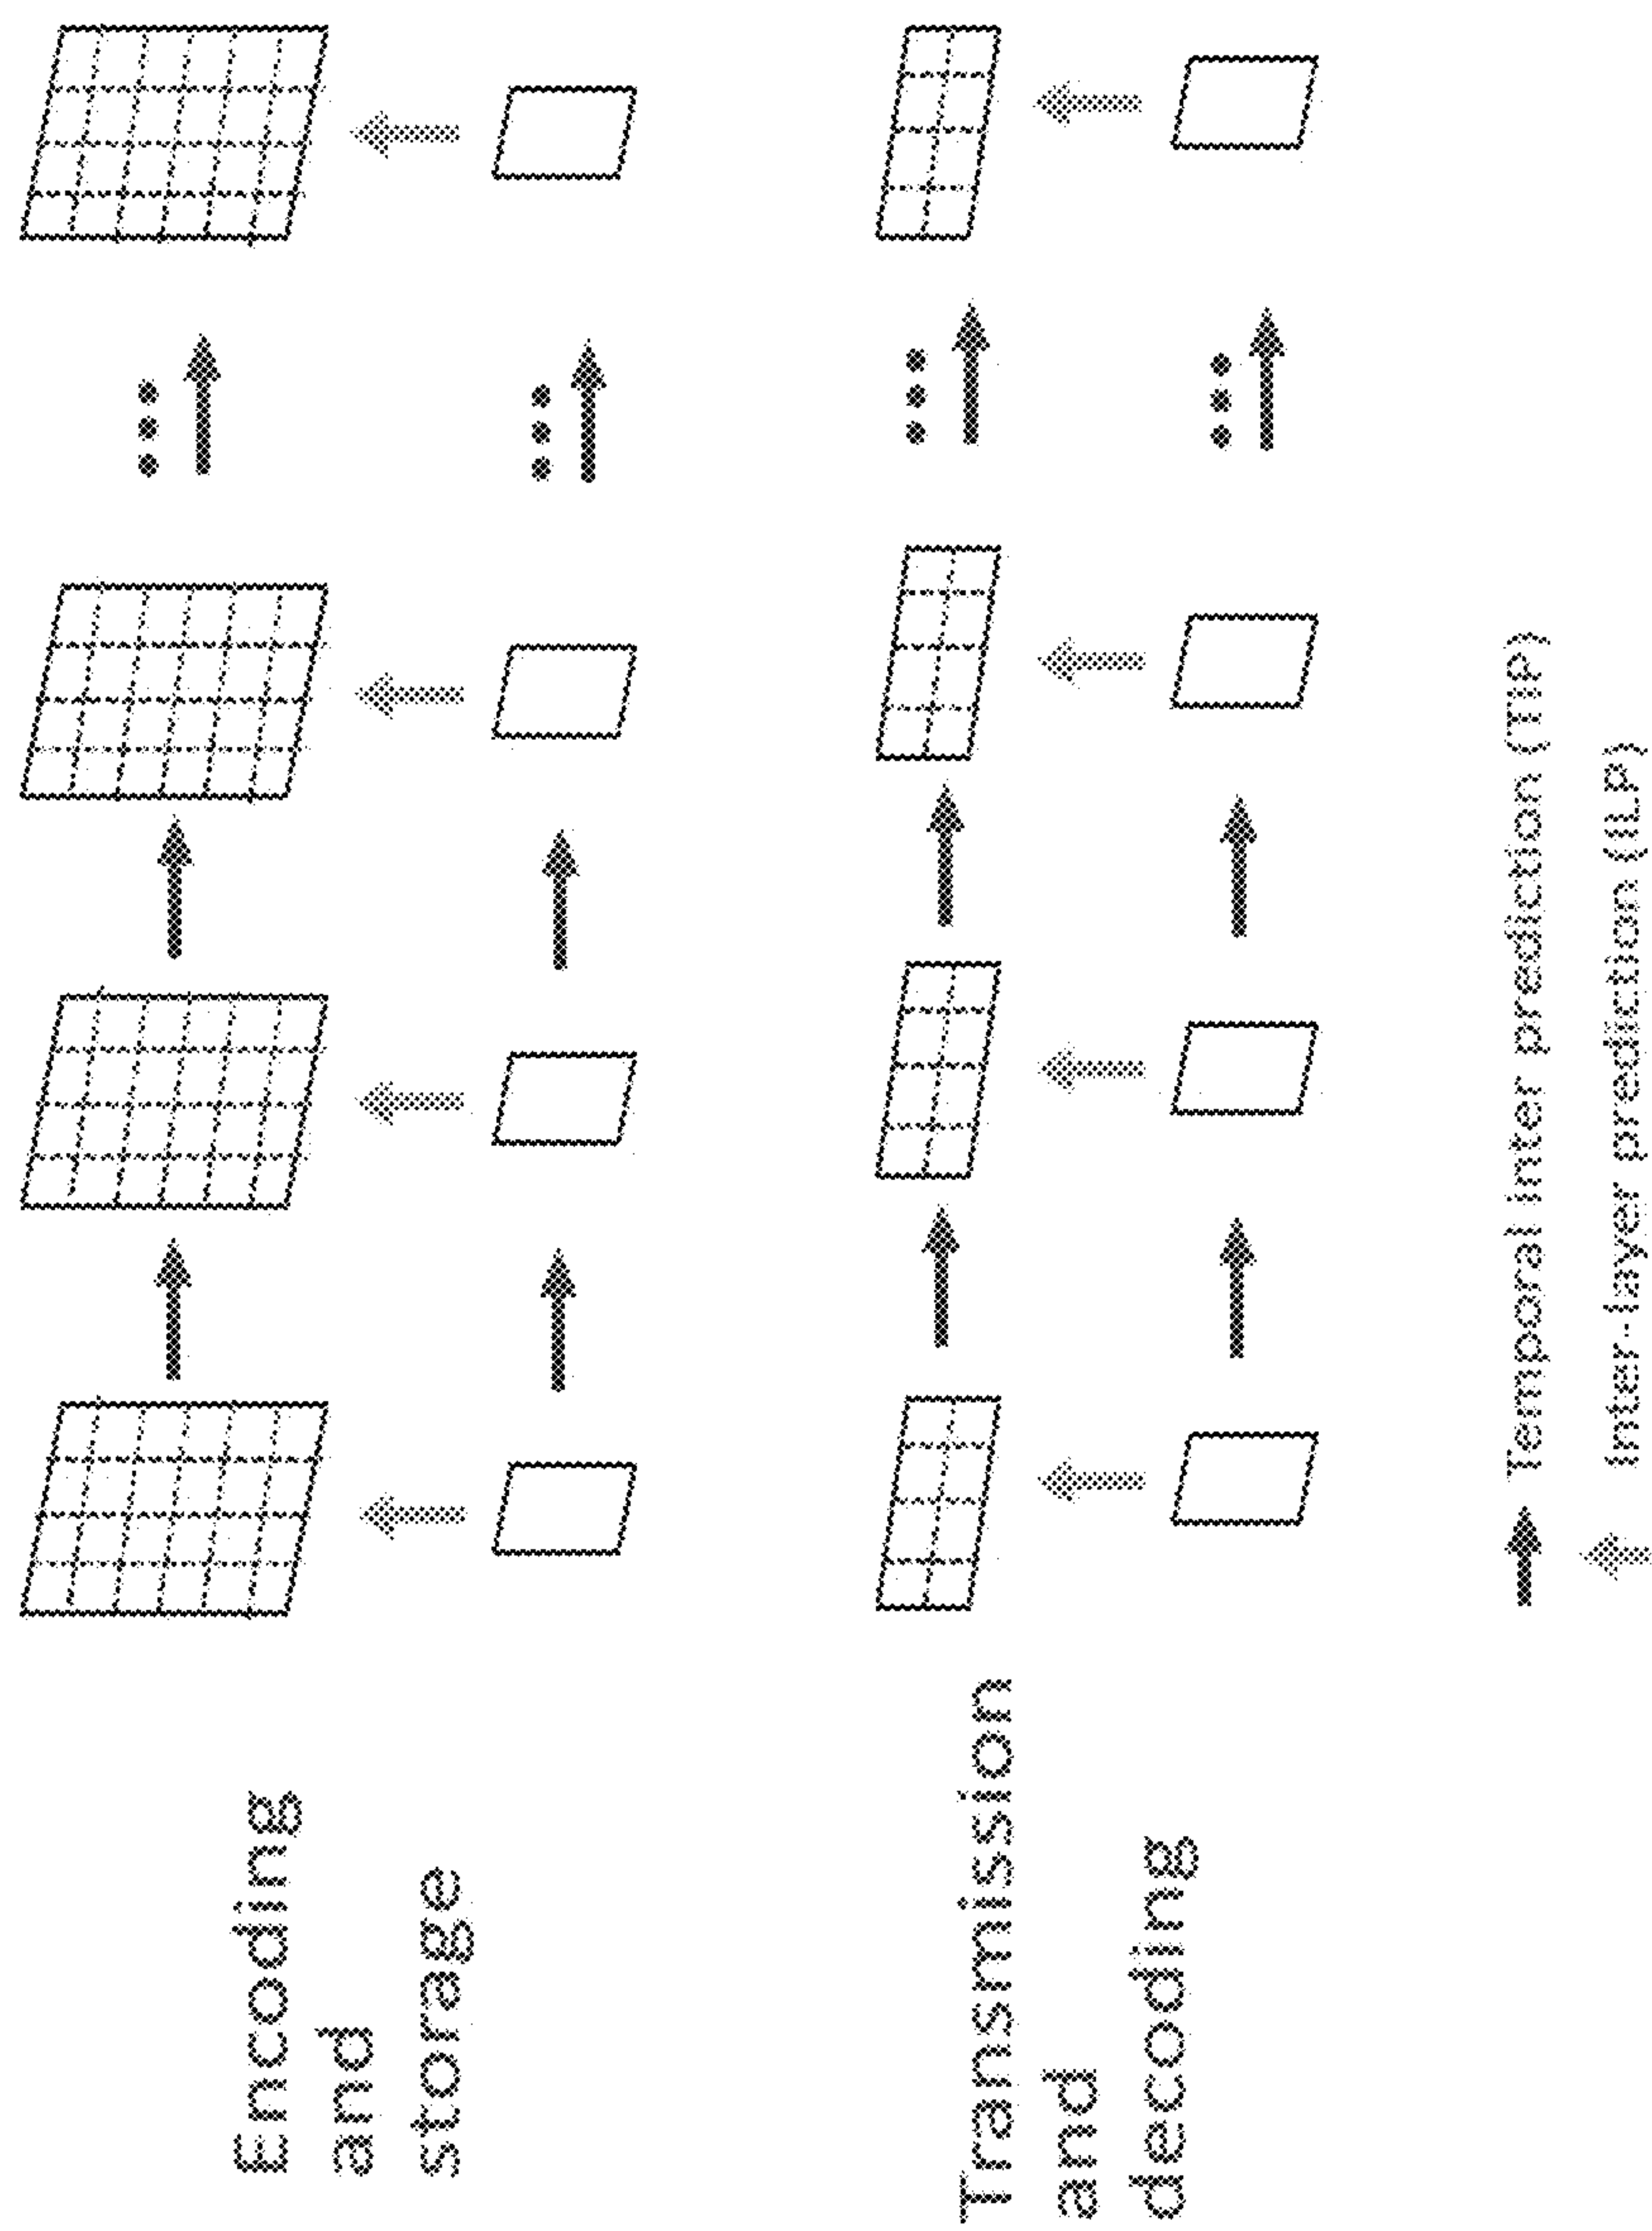 Encoding
and
storage
Transmission
and
decoding
Temporal inter prediction (TIP)
Inter-layer prediction (ILP)